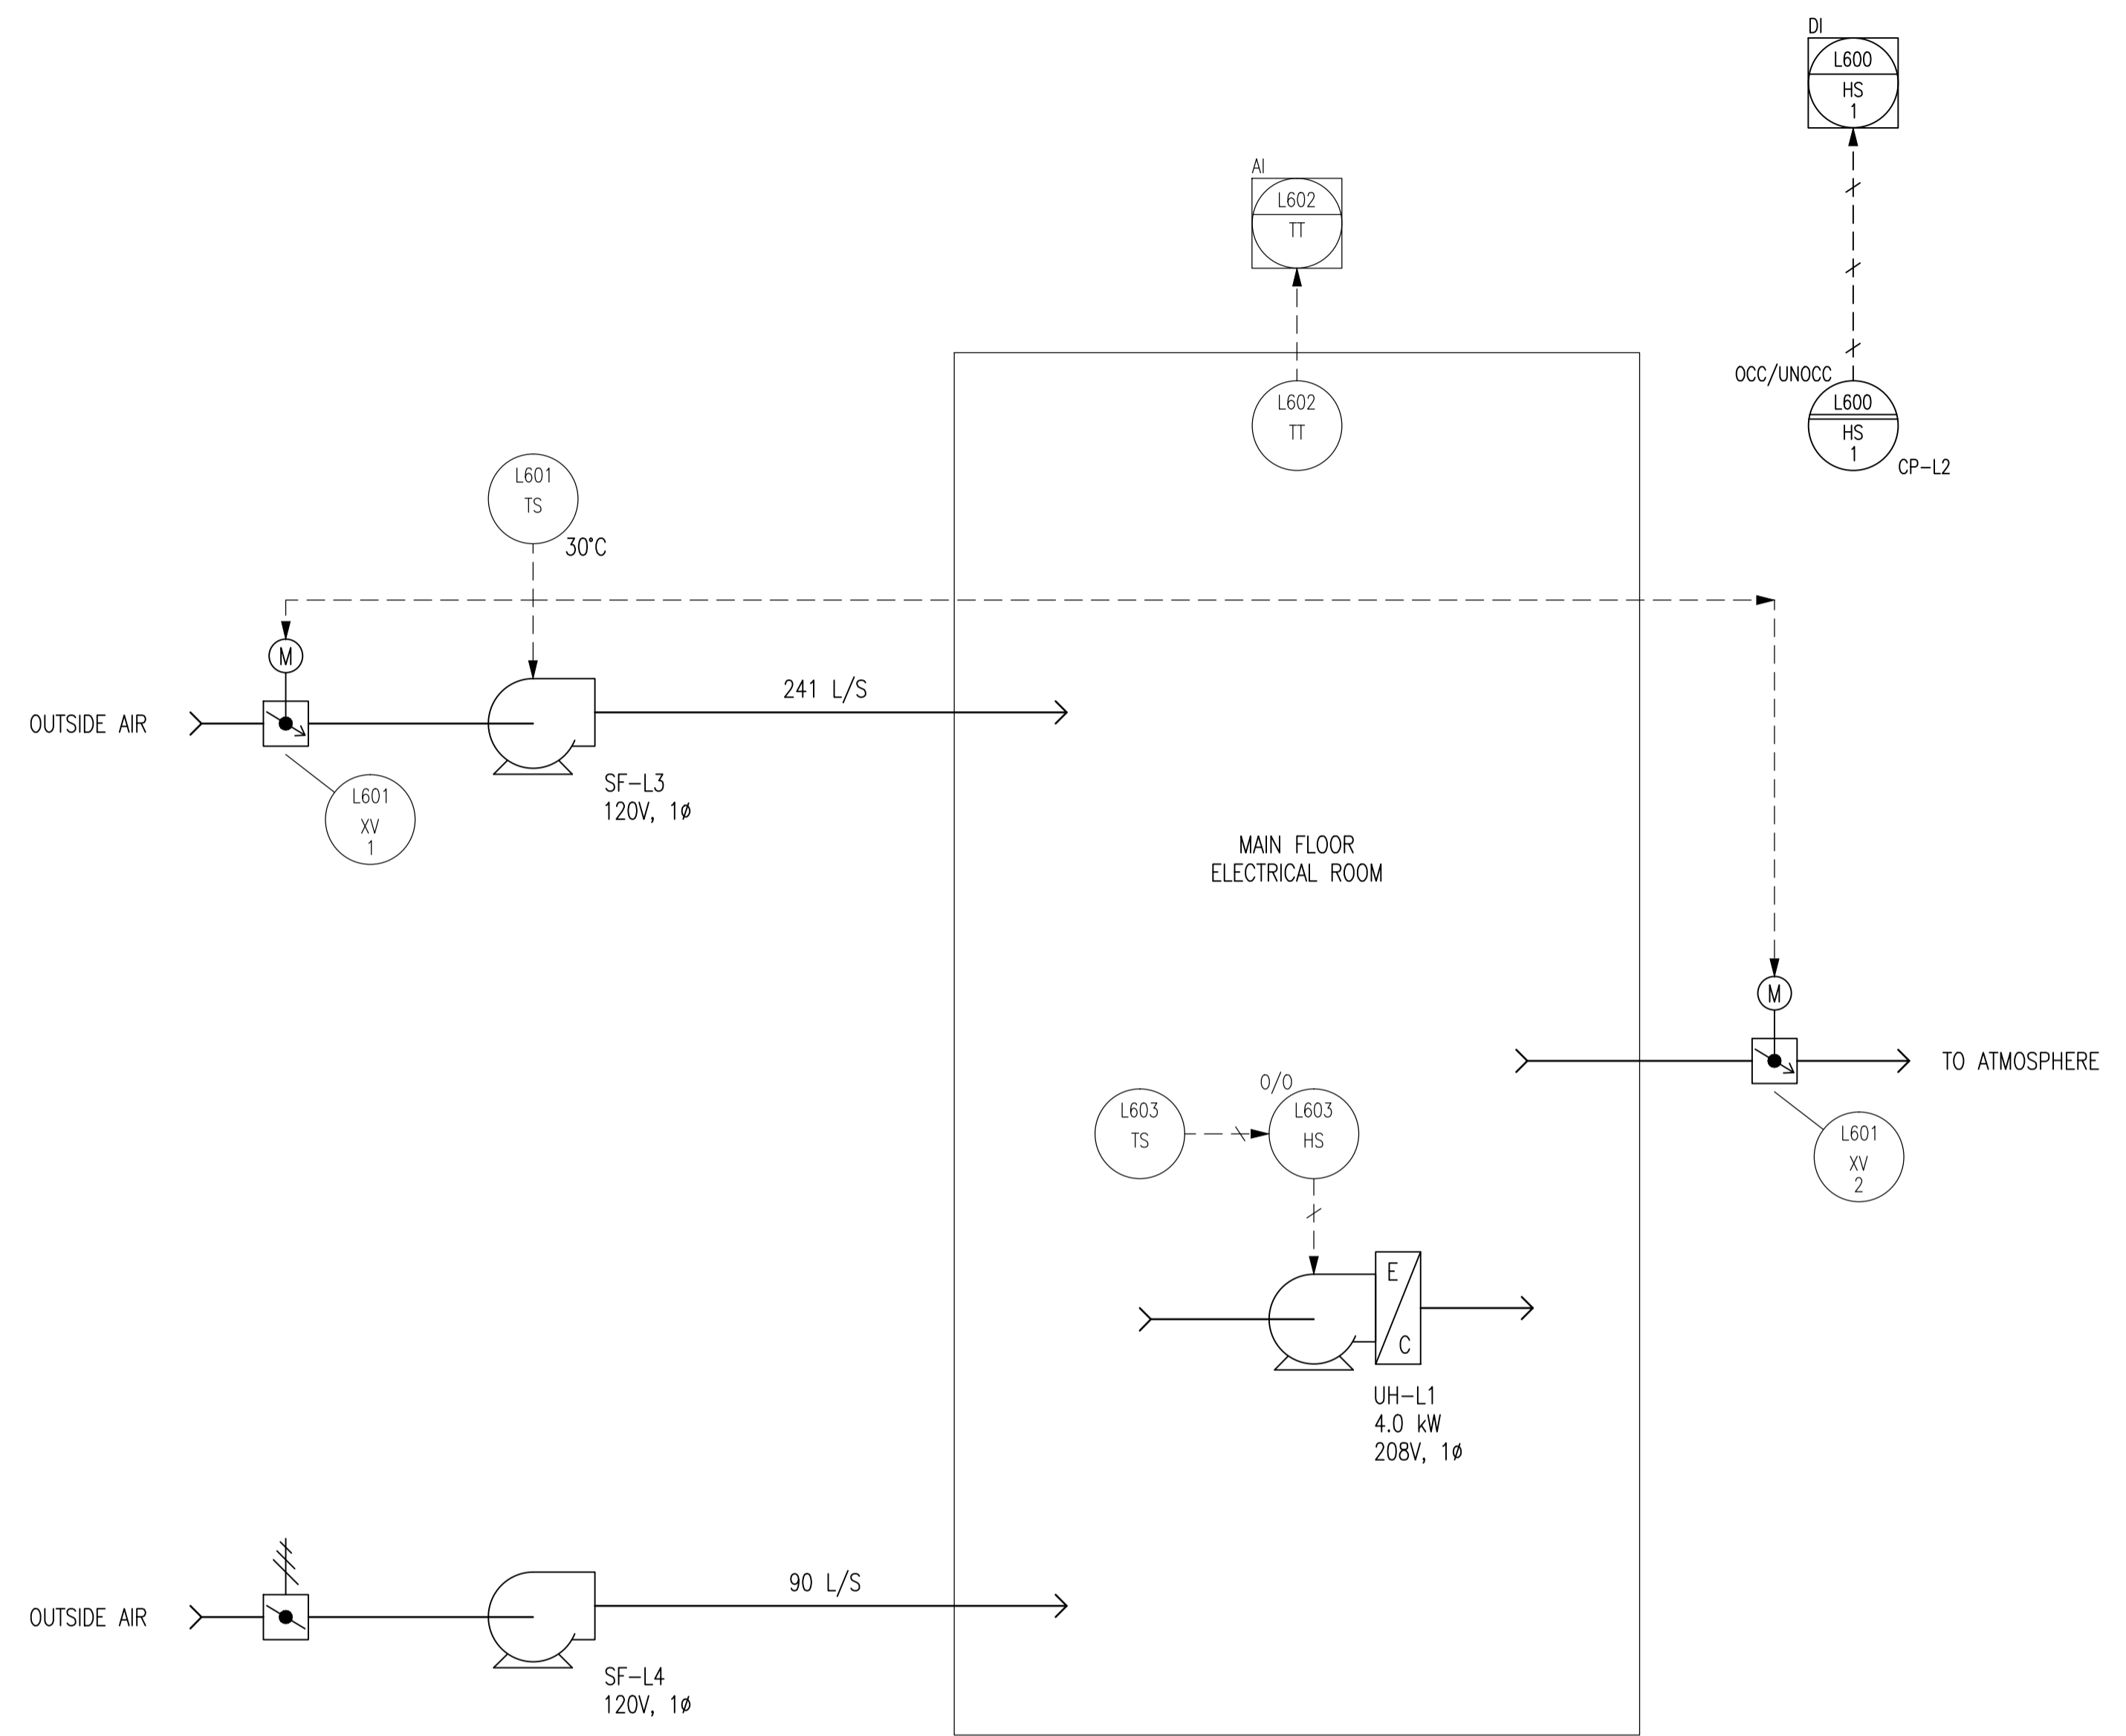 DI
L600
HS
1
AI
L602
TT
OCC/UNOCC
L600
HS
1
CP-L2
L602
TT
L601
TS
30°C
M
241 L/S
OUTSIDE AIR
SF-L3
120V, 1ø
L601
XV
1
MAIN FLOOR
ELECTRICAL ROOM
M
TO ATMOSPHERE
L601
XV
2
O/O
L603
TS
L603
HS
E
C
UH-L1
4.0 kW
208V, 1ø
90 L/S
OUTSIDE AIR
SF-L4
120V, 1ø